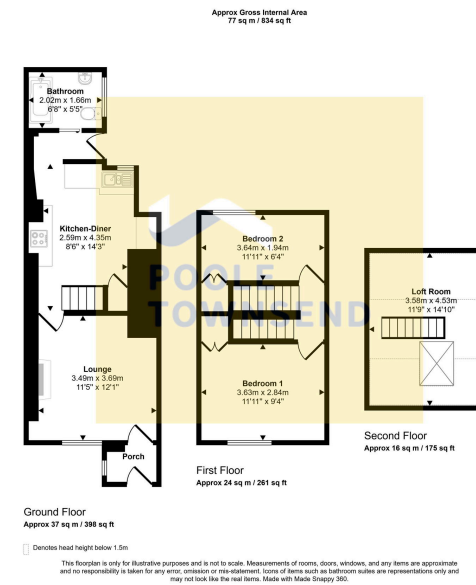 Approx Gross Internal Area
77 sq m / 834 sq ft
Bathroom
2.02m x 1.66m
6'8" x 5'5"
Kitchen-Diner
2.59m x 4.35m
8'6" x 14'3"
Lounge
3.49m x 3.69m
11'5" x 12'1"
Porch
Ground Floor
Approx 37 sq m / 398 sq ft
Bedroom 2
3.64m x 1.94m
11'11" x 6'4"
Bedroom 1
3.63m x 2.84m
11'11" x 9'4"
First Floor
Approx 24 sq m / 261 sq ft
Loft Room
3.58m x 4.53m
11'9" x 14'10"
Second Floor
Approx 16 sq m / 175 sq ft
POOLE
TOWNSEND
Denotes head height below 1.5m
This floorplan is only for illustrative purposes and is not to scale. Measurements of rooms, doors, windows, and any items are approximate
and no responsibility is taken for any error, omission or mis-statement. Icons of items such as bathroom suites are representations only and
may not look like the real items. Made with Made Snappy 360.